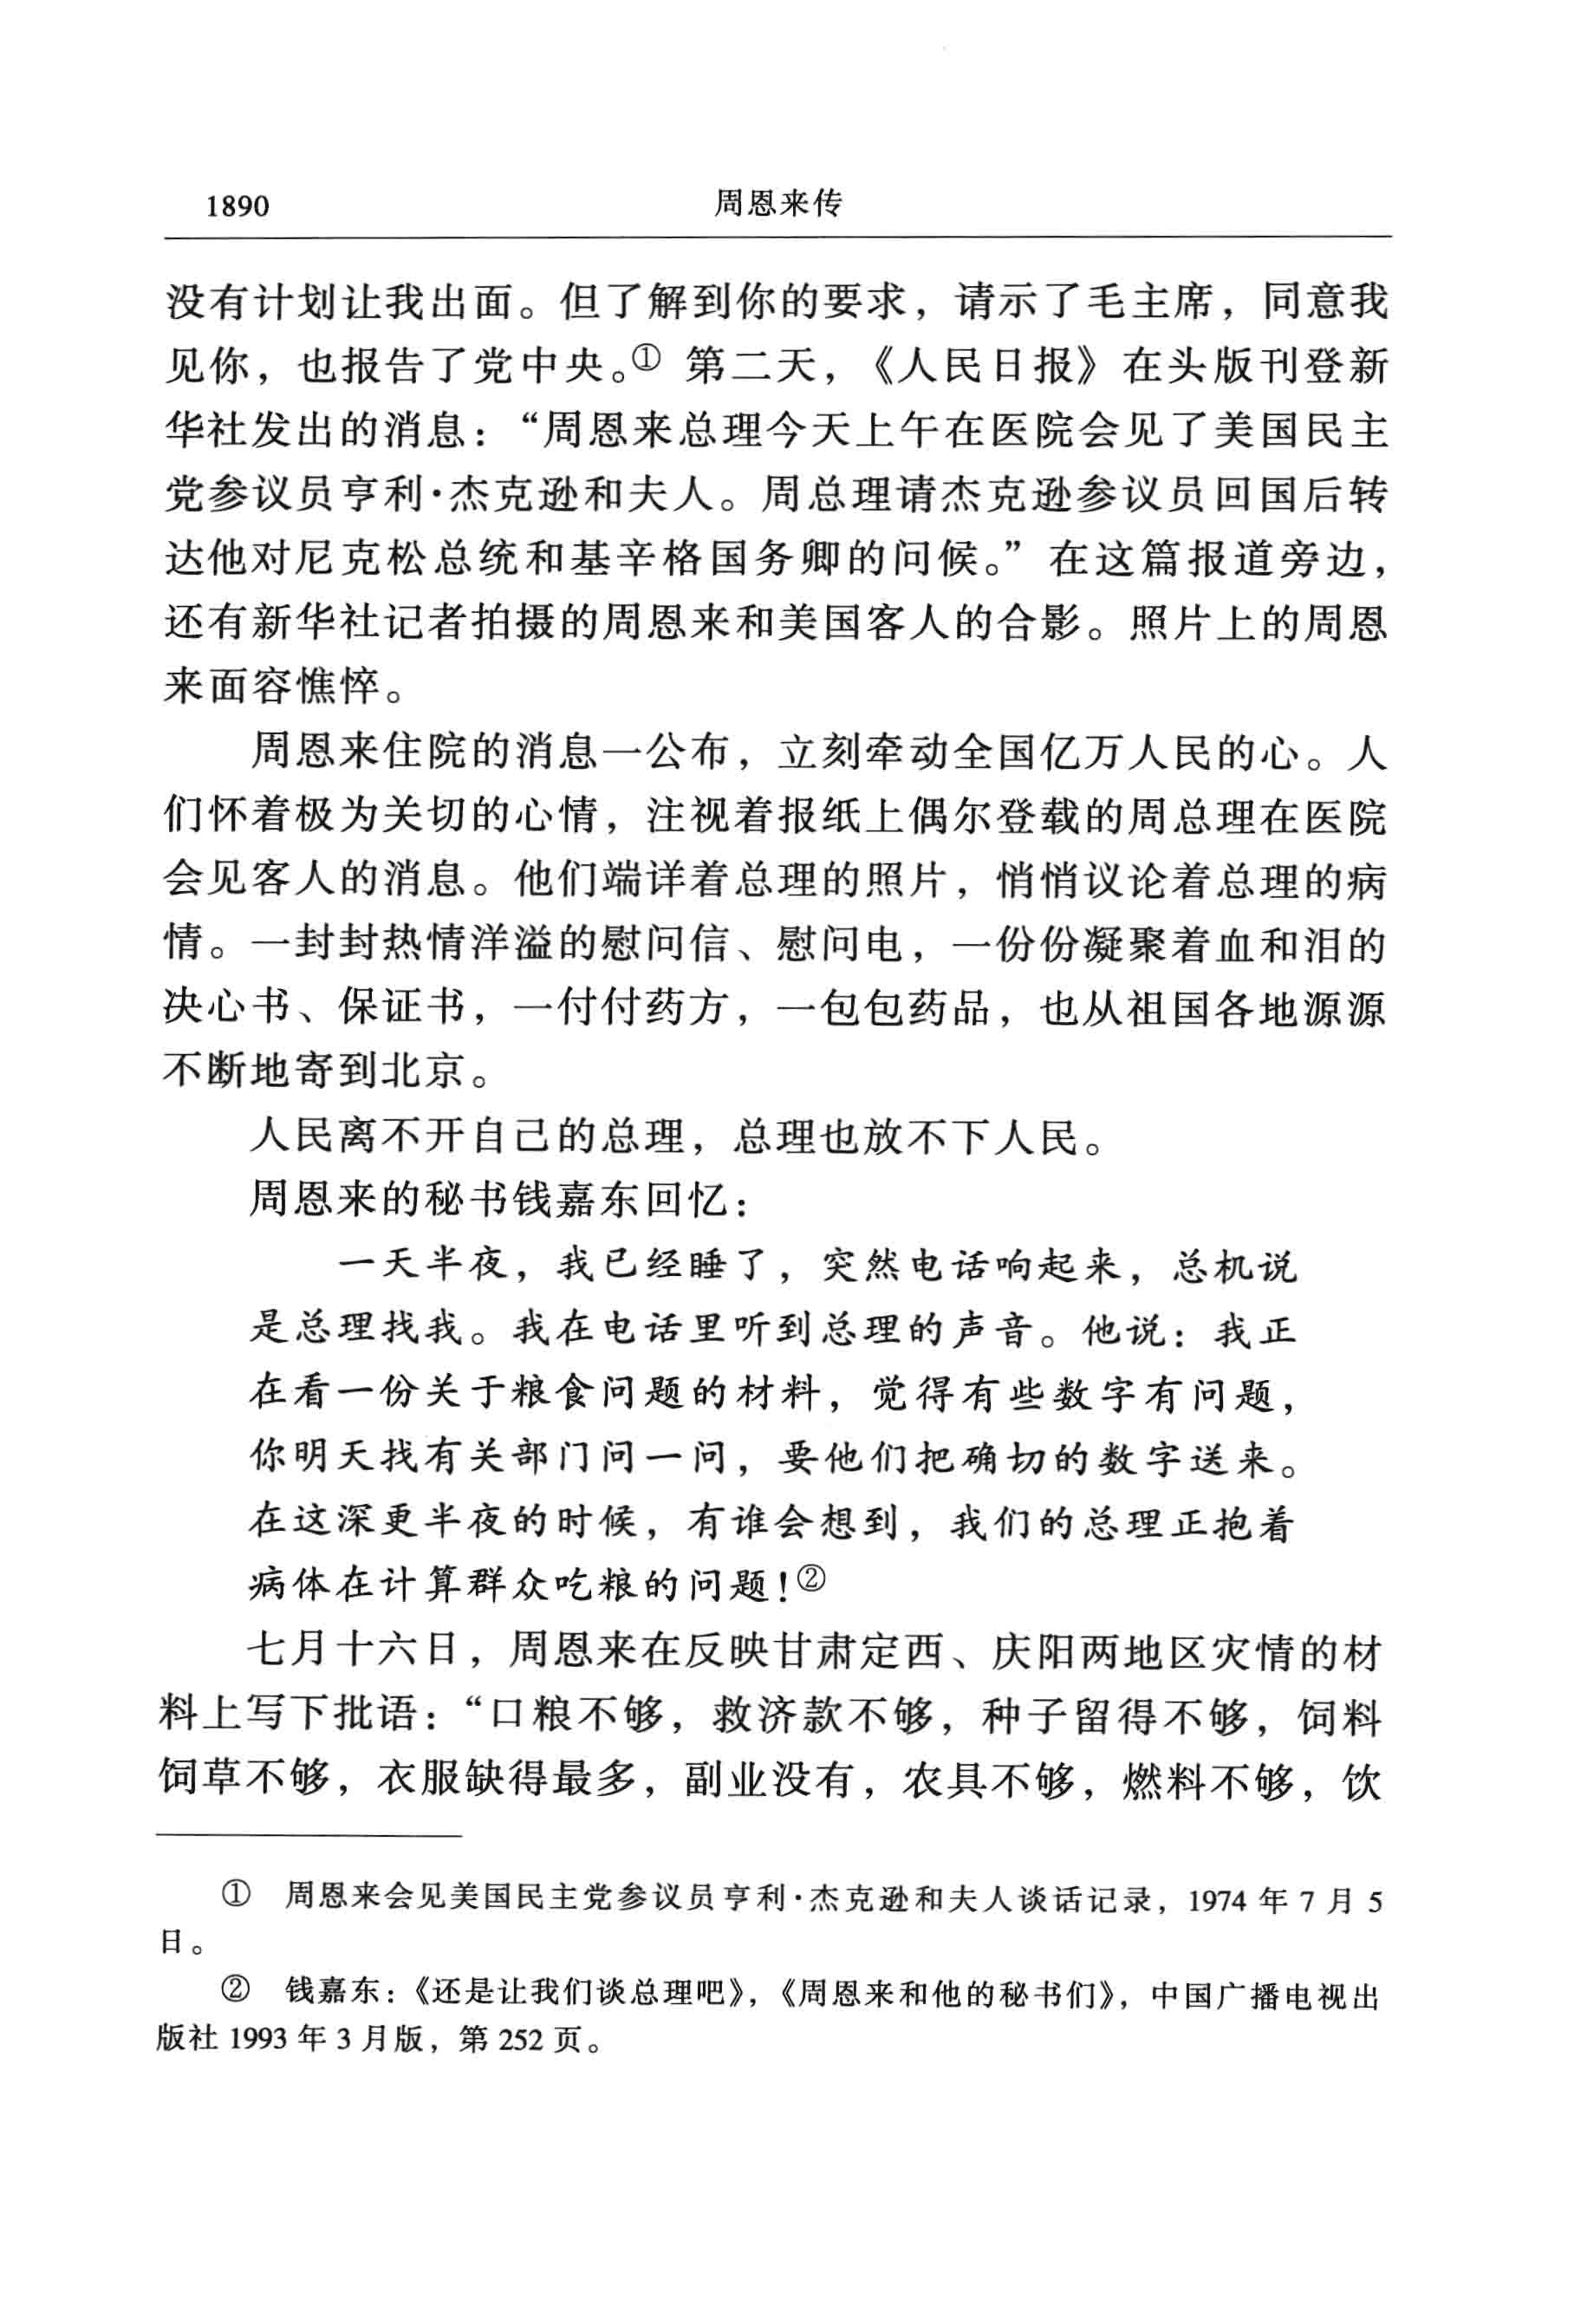 1890 周恩来传
没有计划让我出面。但了解到你的要求，请示了毛主席，同意我
见你，也报告了党中央。① 第二天，《人民日报》在头版刊登新
华社发出的消息：“周恩来总理今天上午在医院会见了美国民主
党参议员亨利·杰克逊和夫人。周总理请杰克逊参议员回国后转
达他对尼克松总统和基辛格国务卿的问候。”在这篇报道旁边，
还有新华社记者拍摄的周恩来和美国客人的合影。照片上的周恩
来面容憔悴。
周恩来住院的消息一公布，立刻牵动全国亿万人民的心。人
们怀着极为关切的心情，注视着报纸上偶尔登载的周总理在医院
会见客人的消息。他们端详着总理的照片，悄悄议论着总理的病
情。一封封热情洋溢的慰问信、慰问电，一份份凝聚着血和泪的
决心书、保证书，一付付药方，一包包药品，也从祖国各地源源
不断地寄到北京。
人民离不开自己的总理，总理也放不下人民。
周恩来的秘书钱嘉东回忆：
一天半夜，我已经睡了，突然电话响起来，总机说
是总理找我。我在电话里听到总理的声音。他说：我正
在看一份关于粮食问题的材料，觉得有些数字有问题，
你明天找有关部门问一问，要他们把确切的数字送来。
在这深更半夜的时候，有谁会想到，我们的总理正抱着
病体在计算群众吃粮的问题！②
七月十六日，周恩来在反映甘肃定西、庆阳两地区灾情的材
料上写下批语：“口粮不够，救济款不够，种子留得不够，饲料
饲草不够，衣服缺得最多，副业没有，农具不够，燃料不够，饮
① 周恩来会见美国民主党参议员亨利·杰克逊和夫人谈话记录，1974 年 7 月 5
日。
② 钱嘉东：《还是让我们谈总理吧》，《周恩来和他的秘书们》，中国广播电视出
版社 1993 年 3 月版，第 252 页。